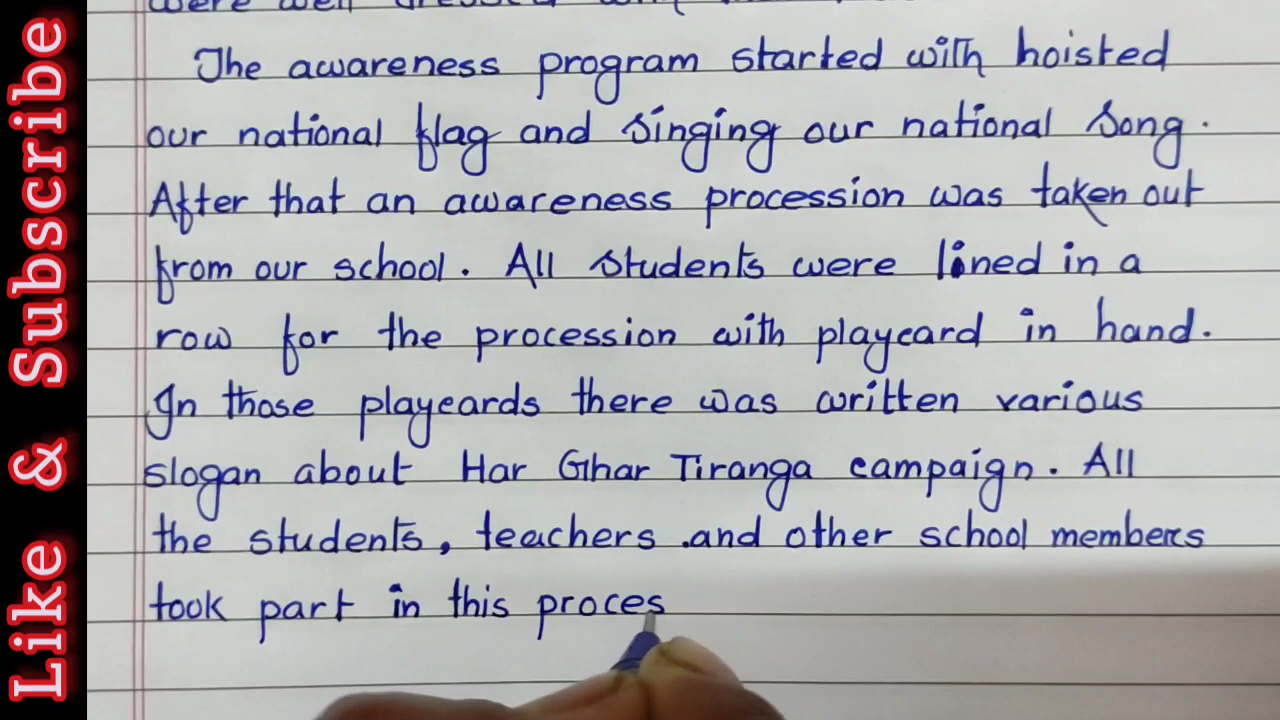 were well
The awareness program started with hoisted
our national flag and singing our national song.
After that an awareness procession was taken out
from our school. All students were lined in a
row for the procession with playcard in hand.
In those playcards there was written various
slogan about Har Ghar Tiranga campaign. All
the students, teachers .and other school members
took part in this proces
Like & Subscribe